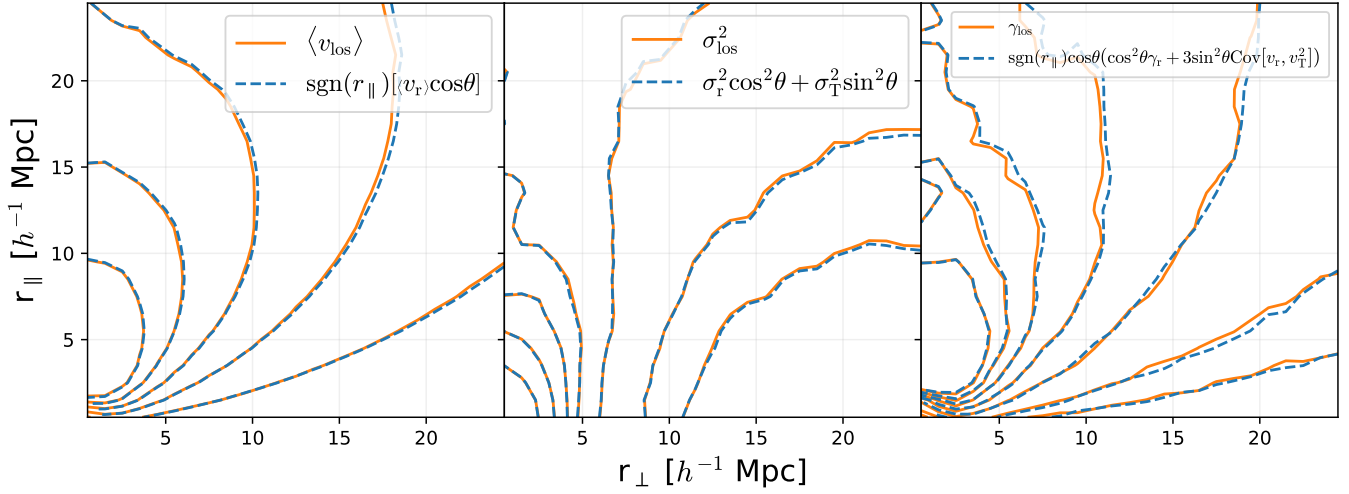 ⟨v_los⟩
sgn(r_∥)[⟨v_r⟩cosθ]
σ²_los
σ²_r cos²θ + σ²_T sin²θ
γ_los
sgn(r_∥)cosθ(cos²θγ_r + 3sin²θCov[v_r, v²_T])
r_∥ [h⁻¹ Mpc]
20
15
10
5
5 10 15 20
5 10 15 20
5 10 15 20
r_⊥ [h⁻¹ Mpc]